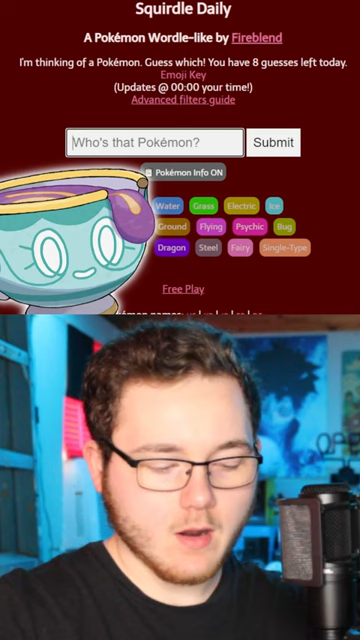 Squirdle Daily
A Pokémon Wordle-like by Fireblend
I'm thinking of a Pokémon. Guess which! You have 8 guesses left today.
Emoji Key
(Updates @ 00:00 your time!)
Advanced filters guide
Who's that Pokémon? Submit
Pokémon Info ON
Water Grass Electric Ice
Ground Flying Psychic Bug
Dragon Steel Fairy Single-Type
Free Play